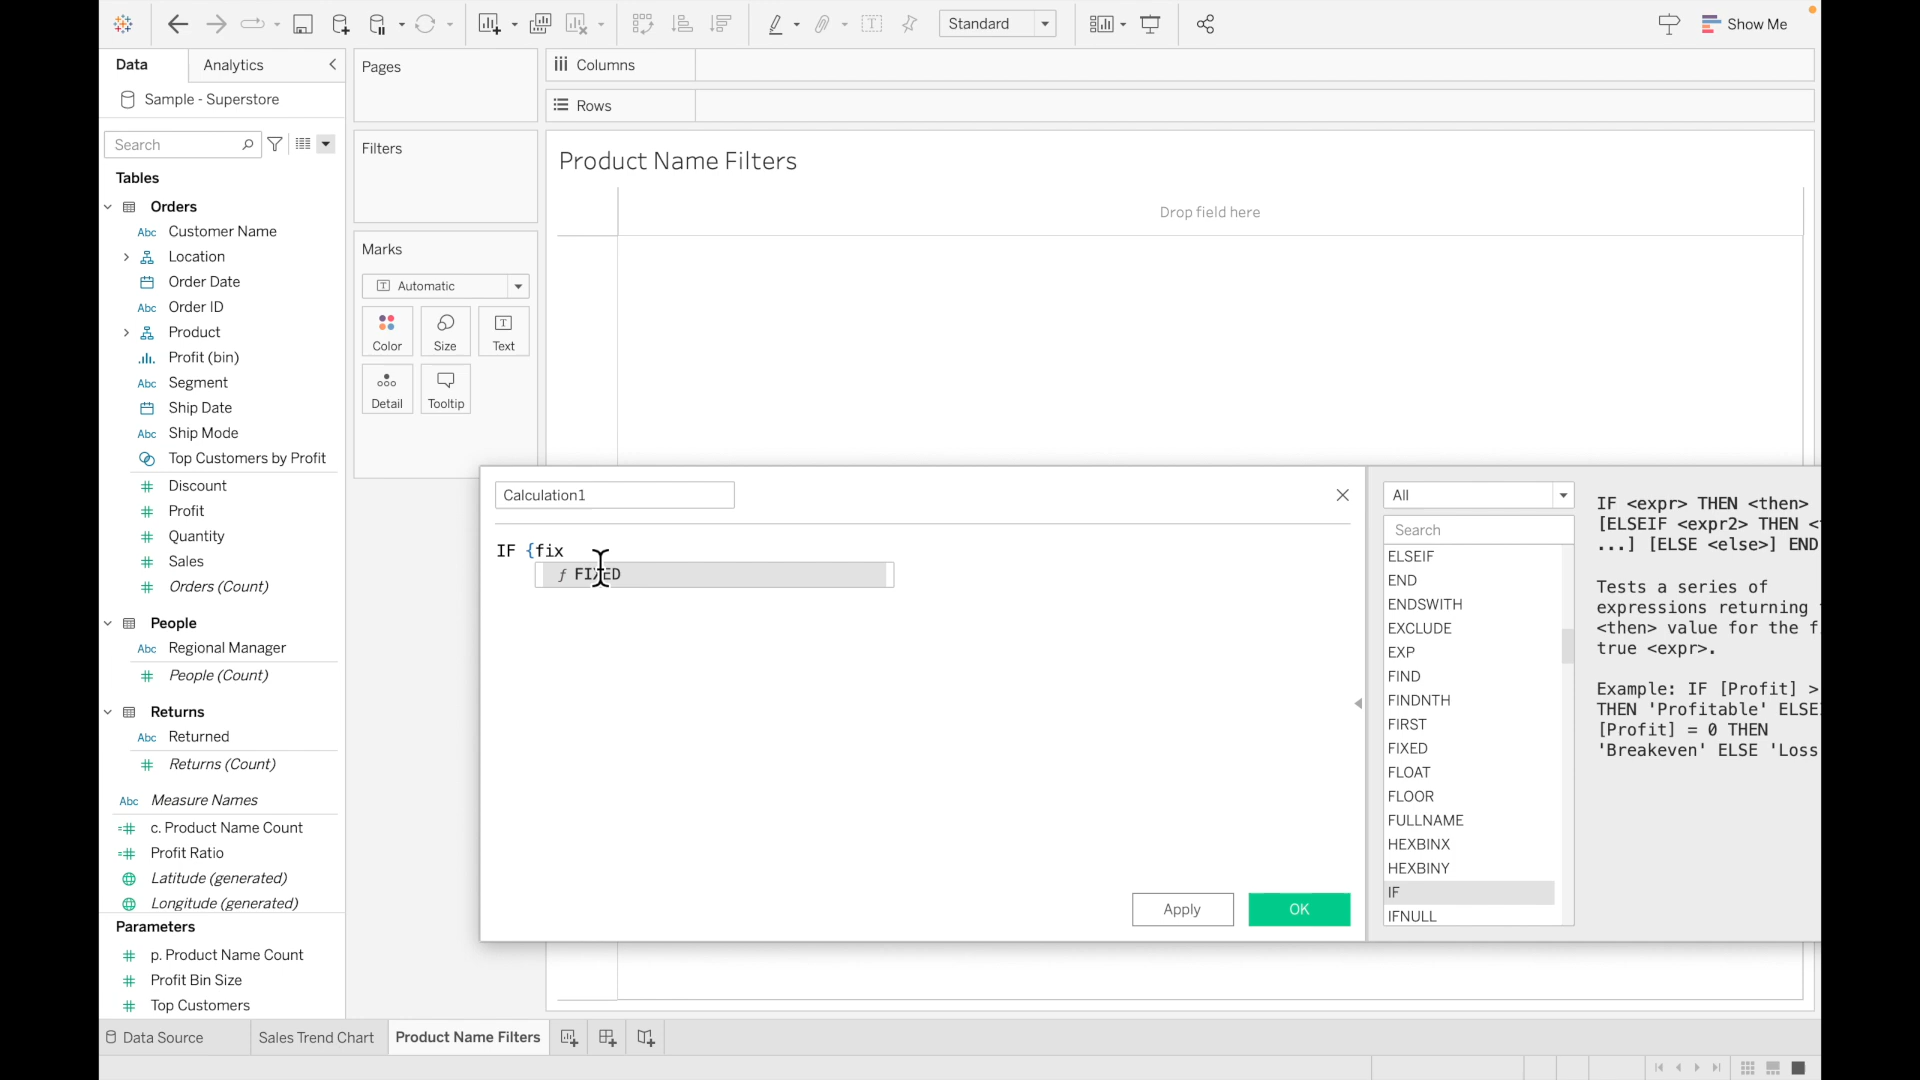 Standard
Show Me
Data
Analytics
Sample - Superstore
Search
Tables
Orders
Abc Customer Name
Location
Order Date
Abc Order ID
Product
Profit (bin)
Abc Segment
Ship Date
Abc Ship Mode
Top Customers by Profit
Discount
Profit
Quantity
Sales
Orders (Count)
People
Abc Regional Manager
People (Count)
Returns
Abc Returned
Returns (Count)
Abc Measure Names
c. Product Name Count
Profit Ratio
Latitude (generated)
Longitude (generated)
Parameters
p. Product Name Count
Profit Bin Size
Top Customers
Pages
Filters
Marks
Automatic
Color
Size
Text
Detail
Tooltip
Columns
Rows
Product Name Filters
Drop field here
Calculation1
IF {fix
f FIXED
Apply
OK
All
Search
ELSEIF
END
ENDSWITH
EXCLUDE
EXP
FIND
FINDNTH
FIRST
FIXED
FLOAT
FLOOR
FULLNAME
HEXBINX
HEXBINY
IF
IFNULL
IF <expr> THEN <then>
[ELSEIF <expr2> THEN <
...] [ELSE <else>] END
Tests a series of
expressions returning
<then> value for the f
true <expr>.
Example: IF [Profit] >
THEN 'Profitable' ELSE
[Profit] = 0 THEN
'Breakeven' ELSE 'Loss
Data Source
Sales Trend Chart
Product Name Filters